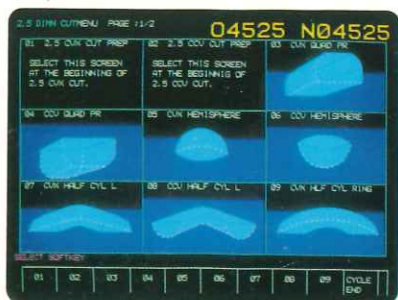 2.5 DIMN CUTMENU PAGE :1/2
O4525 N04525
01 2.5 CVX CUT PREP
SELECT THIS SCREEN
AT THE BEGINNING OF
2.5 CVX CUT.
02 2.5 CCV CUT PREP
SELECT THIS SCREEN
AT THE BEGINNING OF
2.5 CCV CUT.
03 CVX QUAD PR
04 CCV QUAD PR
05 CVX HEMISPHERE
06 CCV HEMISPHERE
07 CVX HALF CYL L
08 CCV HALF CYL L
09 CVX HLF CYL RING
SELECT SOFTKEY
01 02 03 04 05 06 07 08 09 CYCLE
END